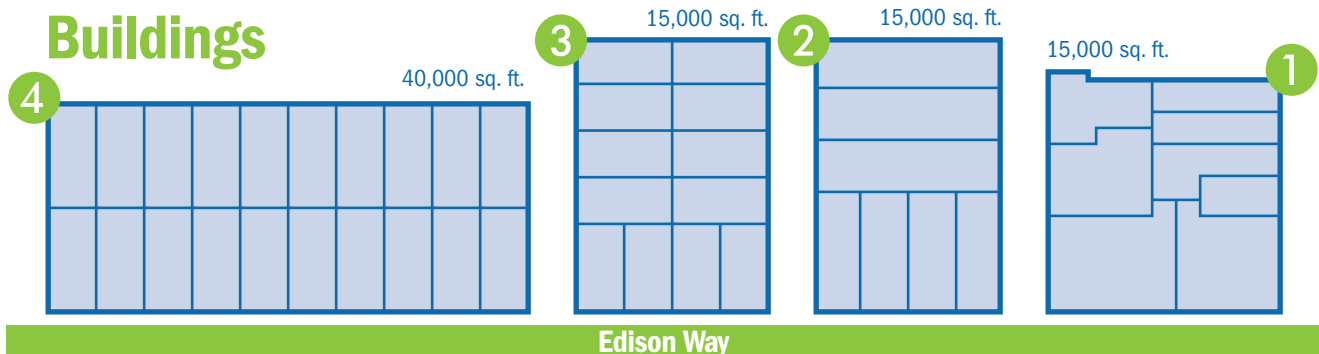 Buildings
4
40,000 sq. ft.
3
15,000 sq. ft.
2
15,000 sq. ft.
15,000 sq. ft.
1
Edison Way